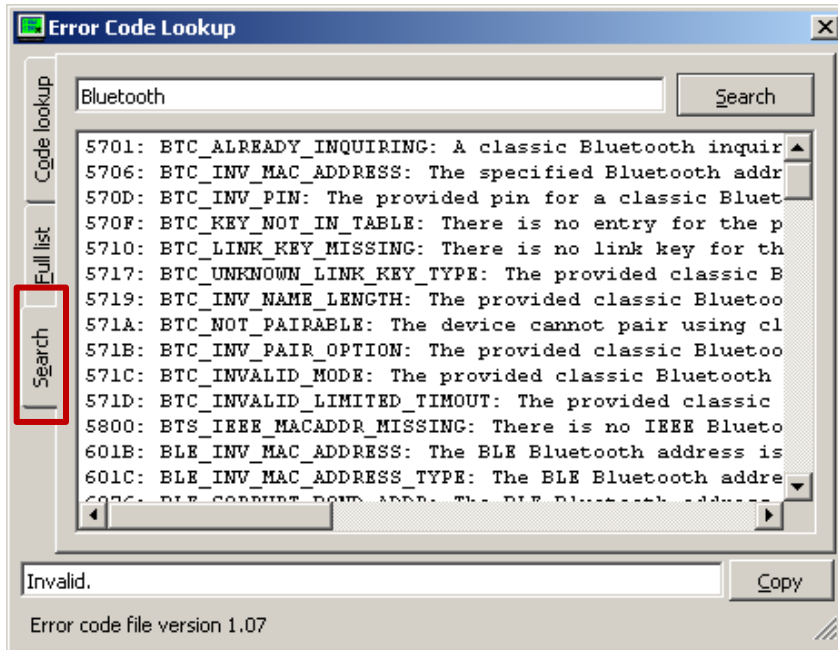 Error Code Lookup
Code lookup
Full list
Search
Bluetooth
Search
5701: BTC_ALREADY_INQUIRING: A classic Bluetooth inquir
5706: BTC_INV_MAC_ADDRESS: The specified Bluetooth addr
570D: BTC_INV_PIN: The provided pin for a classic Bluet
570F: BTC_KEY_NOT_IN_TABLE: There is no entry for the p
5710: BTC_LINK_KEY_MISSING: There is no link key for th
5717: BTC_UNKNOWN_LINK_KEY_TYPE: The provided classic B
5719: BTC_INV_NAME_LENGTH: The provided classic Bluetoo
571A: BTC_NOT_PAIRABLE: The device cannot pair using cl
571B: BTC_INV_PAIR_OPTION: The provided classic Bluetoo
571C: BTC_INVALID_MODE: The provided classic Bluetooth
571D: BTC_INVALID_LIMITED_TIMOUT: The provided classic
5800: BTS_IEEE_MACADDR_MISSING: There is no IEEE Blueto
601B: BLE_INV_MAC_ADDRESS: The BLE Bluetooth address is
601C: BLE_INV_MAC_ADDRESS_TYPE: The BLE Bluetooth addre
BLE_CORRUPT_BOND_ADDR: The BLE Bluetooth address
Invalid.
Copy
Error code file version 1.07